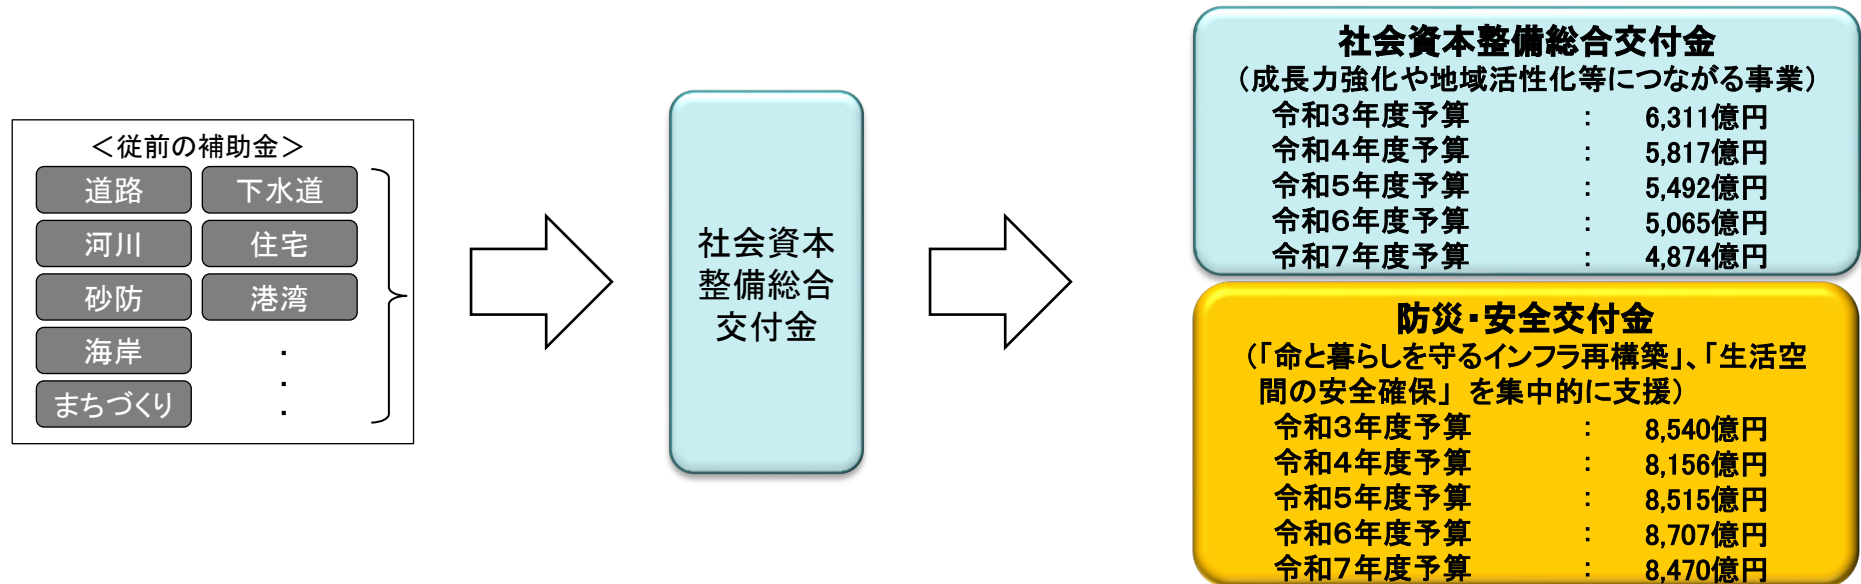 ＜従前の補助金＞
道路
下水道
河川
住宅
砂防
港湾
海岸
まちづくり
・
・
・
社会資本
整備総合
交付金
社会資本整備総合交付金
（成長力強化や地域活性化等につながる事業）
令和3年度予算 ： 6,311億円
令和4年度予算 ： 5,817億円
令和5年度予算 ： 5,492億円
令和6年度予算 ： 5,065億円
令和7年度予算 ： 4,874億円
防災・安全交付金
（「命と暮らしを守るインフラ再構築」、「生活空
間の安全確保」 を集中的に支援）
令和3年度予算 ： 8,540億円
令和4年度予算 ： 8,156億円
令和5年度予算 ： 8,515億円
令和6年度予算 ： 8,707億円
令和7年度予算 ： 8,470億円